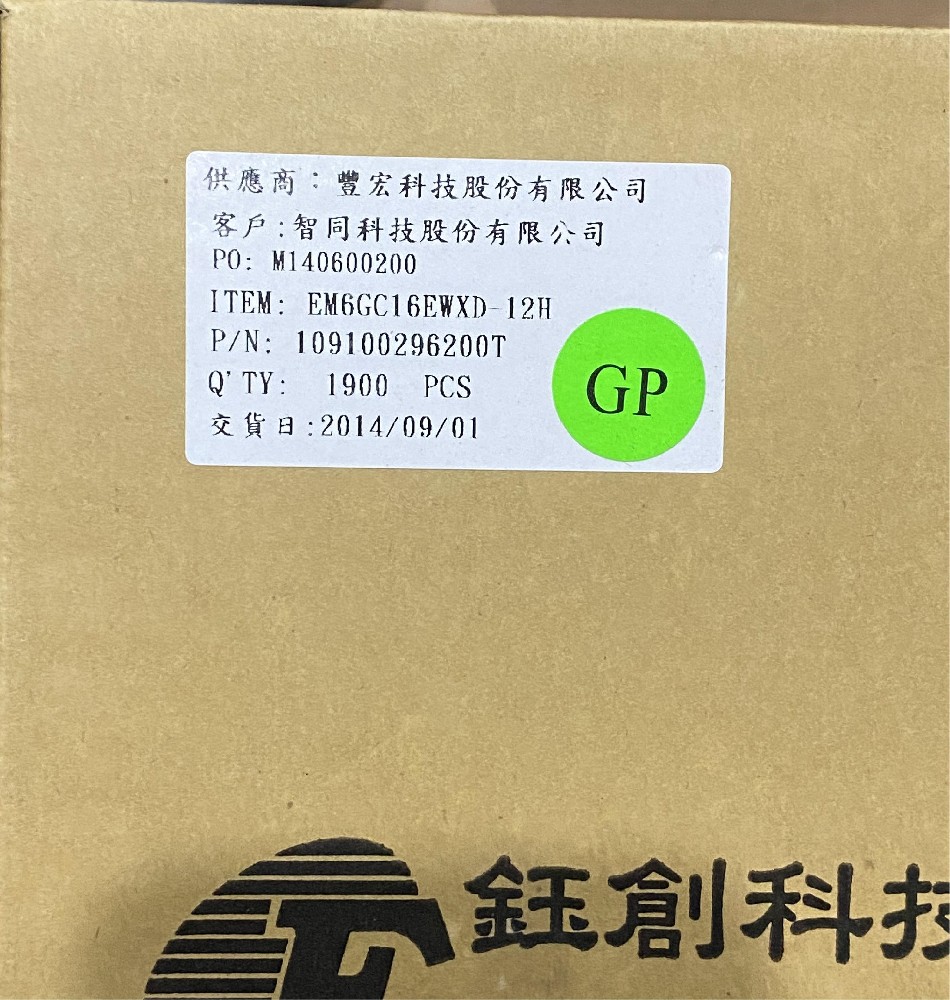 供應商：豐宏科技股份有限公司
客戶:智同科技股份有限公司
PO: M140600200
ITEM: EM6GC16EWXD-12H
P/N: 109100296200T
Q'TY: 1900 PCS
交貨日:2014/09/01
GP
鈺創科技